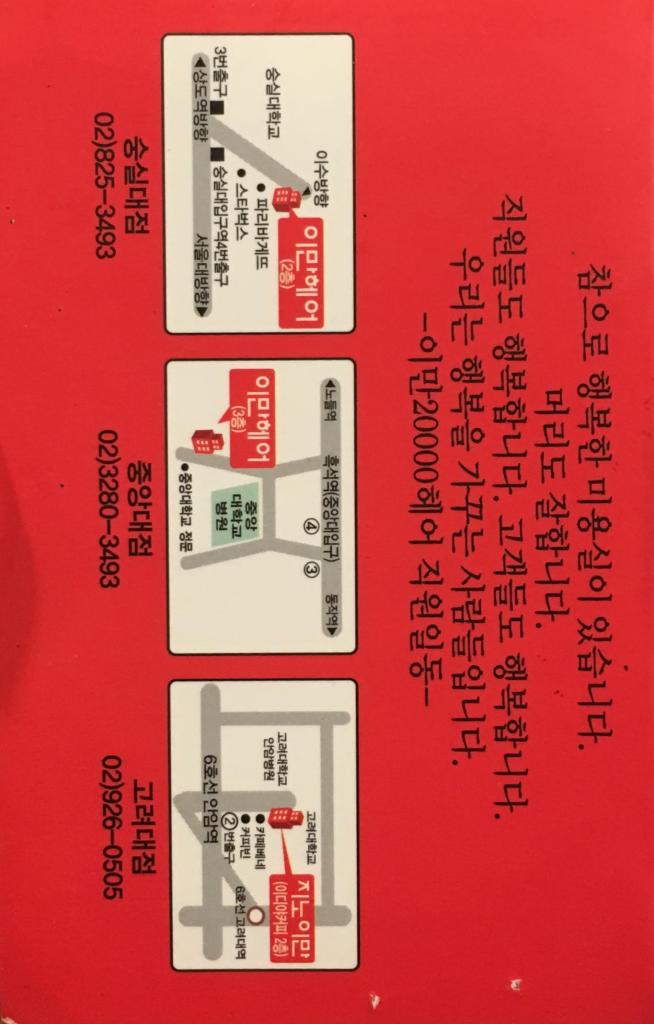 참으로 행복한 미용실이 있습니다.
머리도 잘합니다.
직원들도 행복합니다. 고객들도 행복합니다.
우리는 행복을 가꾸는 사람들입니다.
-이만20000헤어 직원일동-
이수방향
숭실대학교
이만헤어
(2층)
파리바게뜨
스타벅스
3번출구
숭실대입구역4번출구
◀상도역방향
서울대방향▶
숭실대점
02)825-3493
◀노들역
흑석역(중앙대입구)
④
③
동작역▶
이만헤어
(3층)
중앙
대학교
병원
중앙대학교 정문
중앙대점
02)3280-3493
고려대학교
고려대학교
안암병원
지노이만
(이디야커피 2층)
카페베네
커피빈
②번출구
6호선 안암역
6호선 고려대역
고려대점
02)926-0505